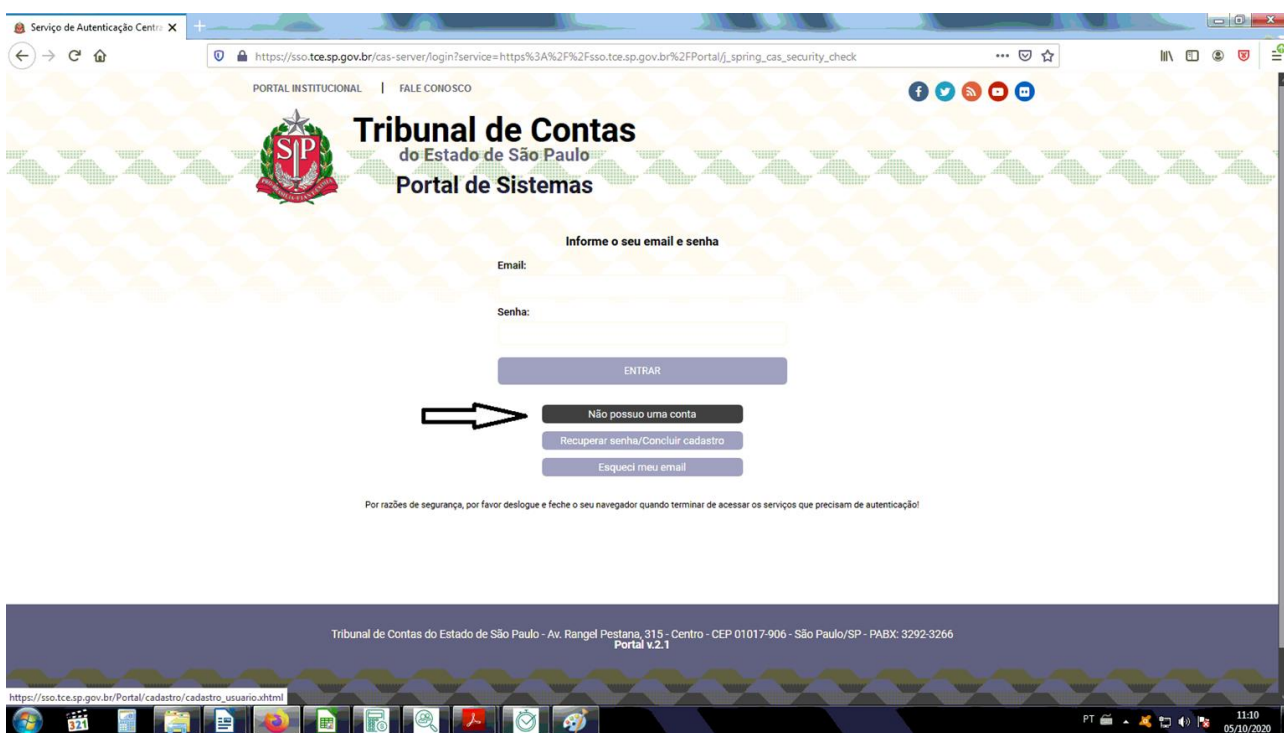 Serviço de Autenticação Centra
https://sso.tce.sp.gov.br/cas-server/login?service=https%3A%2F%2Fsso.tce.sp.gov.br%2FPortal/j_spring_cas_security_check
PORTAL INSTITUCIONAL | FALE CONOSCO
SP
Tribunal de Contas
do Estado de São Paulo
Portal de Sistemas
Informe o seu email e senha
Email:
Senha:
ENTRAR
Não possuo uma conta
Recuperar senha/Concluir cadastro
Esqueci meu email
Por razões de segurança, por favor deslogue e feche o seu navegador quando terminar de acessar os serviços que precisam de autenticação!
Tribunal de Contas do Estado de São Paulo - Av. Rangel Pestana, 315 - Centro - CEP 01017-906 - São Paulo/SP - PABX: 3292-3266
Portal v.2.1
https://sso.tce.sp.gov.br/Portal/cadastro/cadastro_usuario.xhtml
321
PT
11:10
05/10/2020